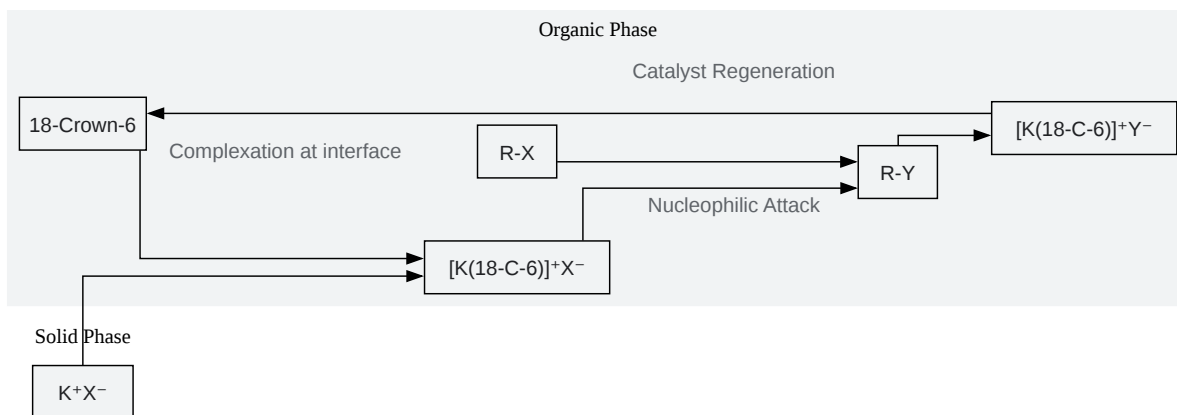 Organic Phase
Catalyst Regeneration
18-Crown-6
[K(18-C-6)]⁺Y⁻
Complexation at interface
R-X
R-Y
Nucleophilic Attack
[K(18-C-6)]⁺X⁻
Solid Phase
K⁺X⁻